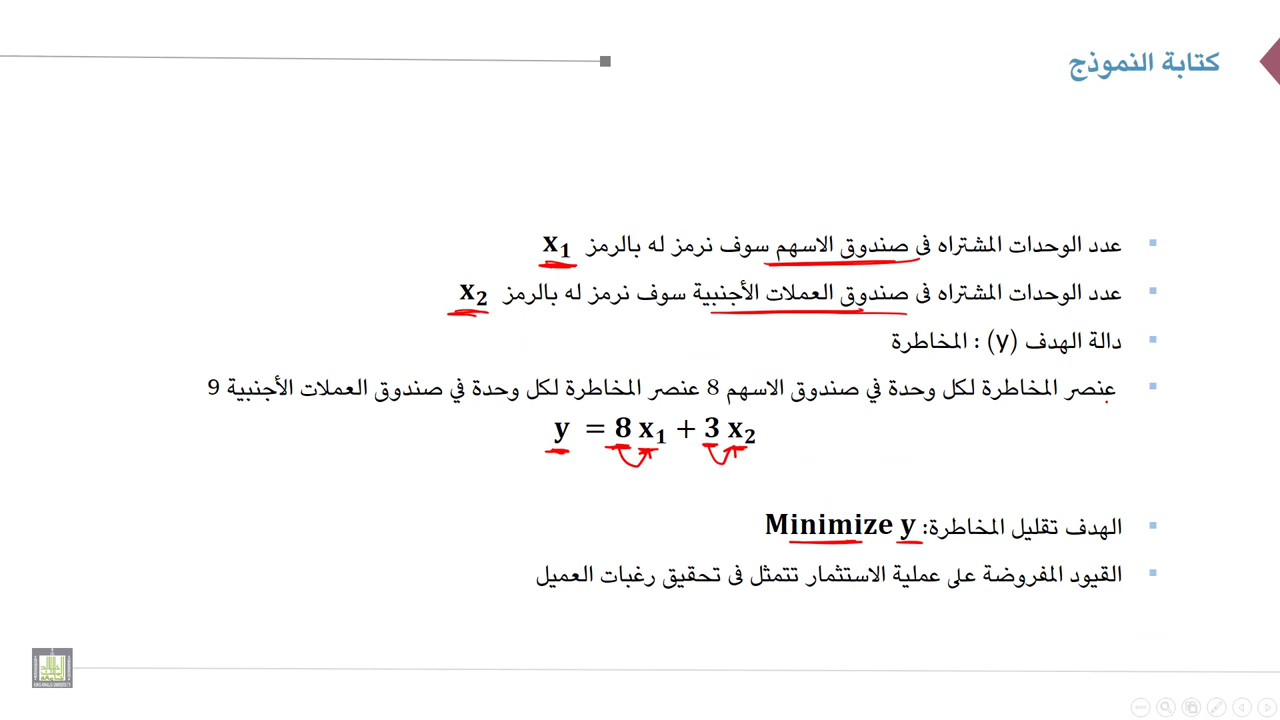 كتابة النموذج
عدد الوحدات المشتراه فى صندوق الاسهم سوف نرمز له بالرمز x₁
عدد الوحدات المشتراه فى صندوق العملات الأجنبية سوف نرمز له بالرمز x₂
دالة الهدف (y) : المخاطرة
عنصر المخاطرة لكل وحدة في صندوق الاسهم 8 عنصر المخاطرة لكل وحدة في صندوق العملات الأجنبية 9
y = 8 x₁ + 3 x₂
الهدف تقليل المخاطرة: Minimize y
القيود المفروضة على عملية الاستثمار تتمثل فى تحقيق رغبات العميل